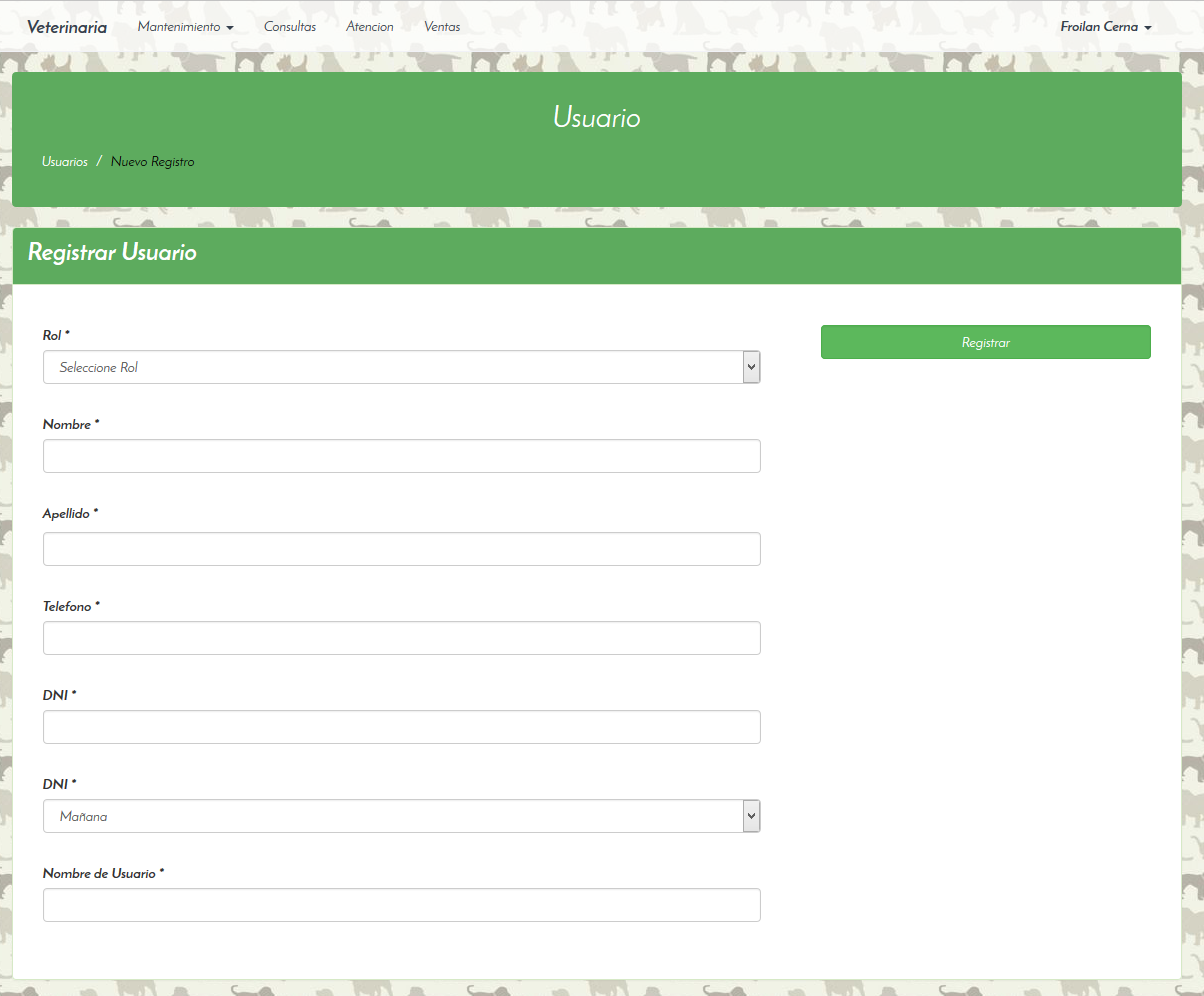 Veterinaria Mantenimiento Consultas Atencion Ventas Froilan Cerna
Usuario
Usuarios / Nuevo Registro
Registrar Usuario
Rol *
Registrar
Seleccione Rol
Nombre *
Apellido *
Telefono *
DNI *
DNI *
Mañana
Nombre de Usuario *